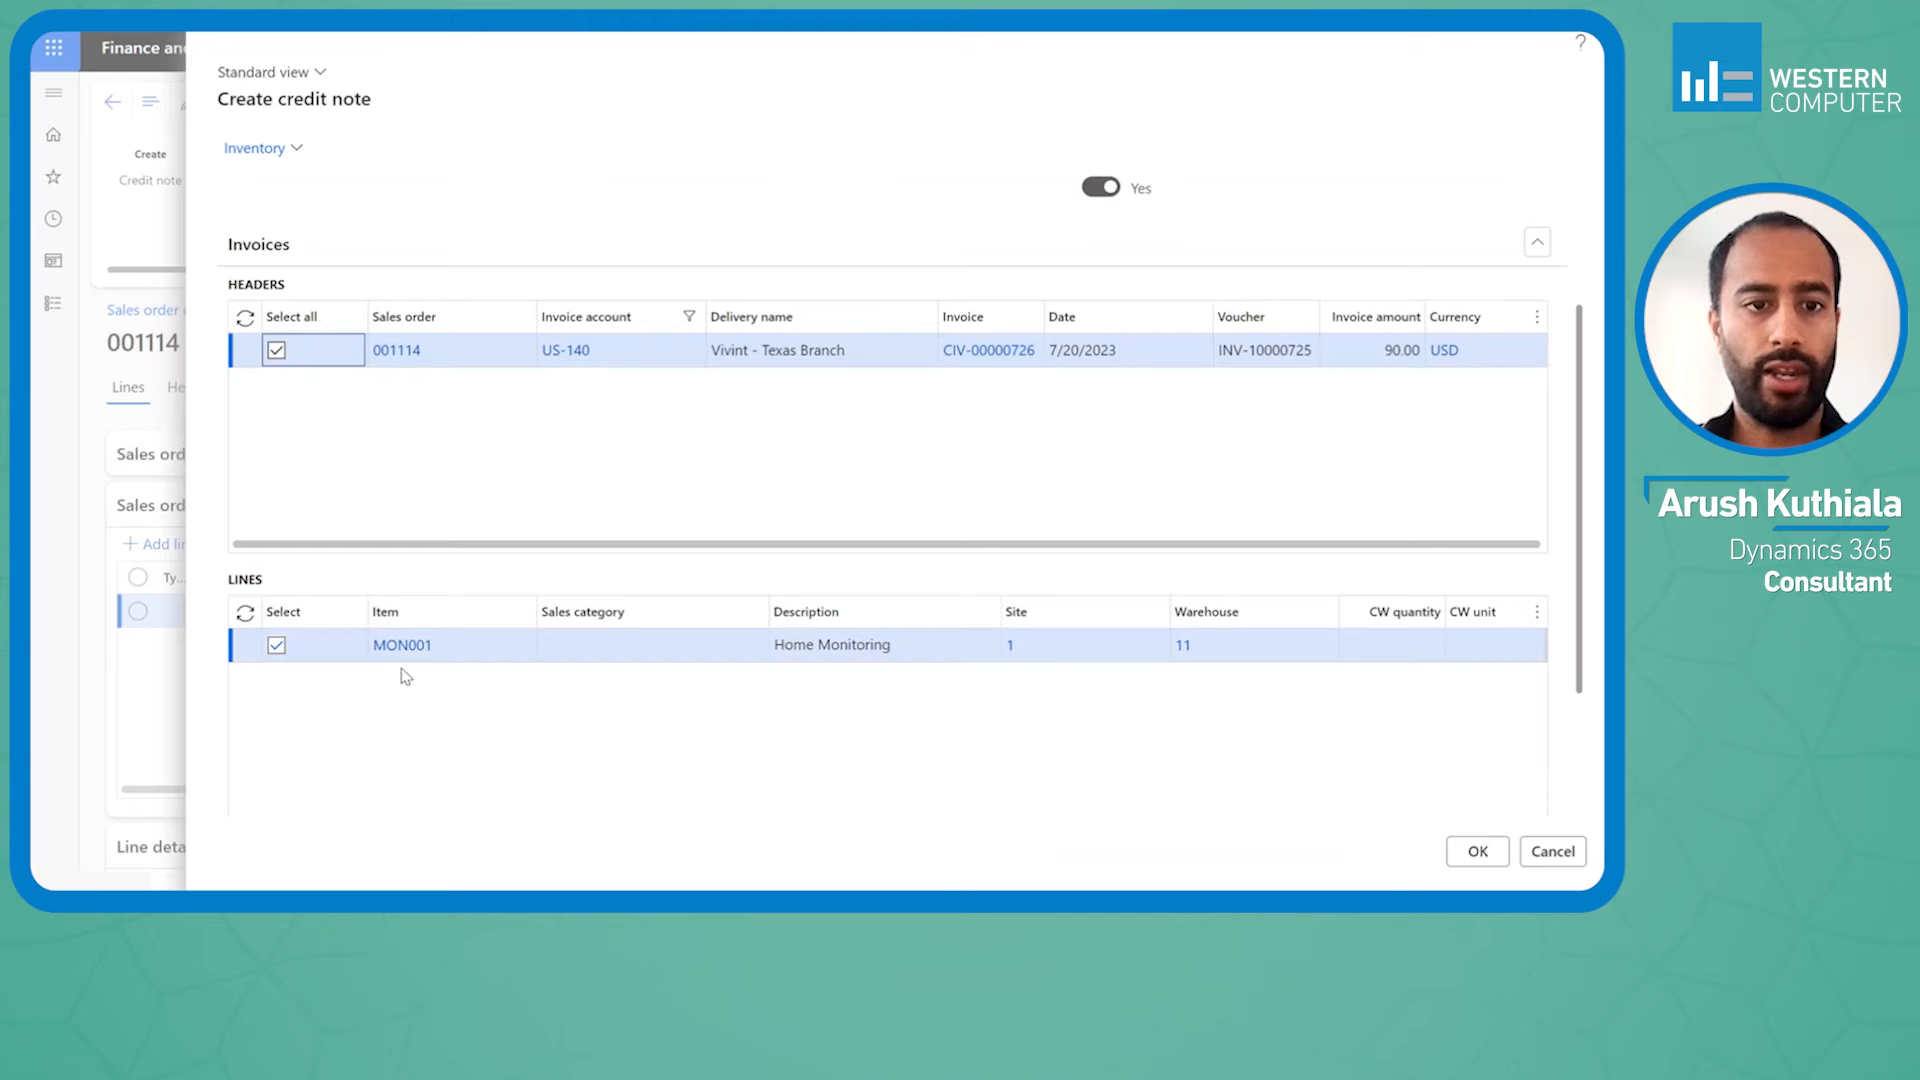 Finance and
Standard view
Create credit note
?
Inventory
Yes
Create
Credit note
Invoices
HEADERS
Select all Sales order Invoice account Delivery name Invoice Date Voucher Invoice amount Currency
001114 US-140 Vivint - Texas Branch CIV-00000726 7/20/2023 INV-10000725 90.00 USD
Sales order
001114
Lines He
Sales ord
Sales ord
+ Add lin
Ty...
LINES
Select Item Sales category Description Site Warehouse CW quantity CW unit
MON001 Home Monitoring 1 11
Line deta
OK Cancel
WESTERN
COMPUTER
Arush Kuthiala
Dynamics 365
Consultant